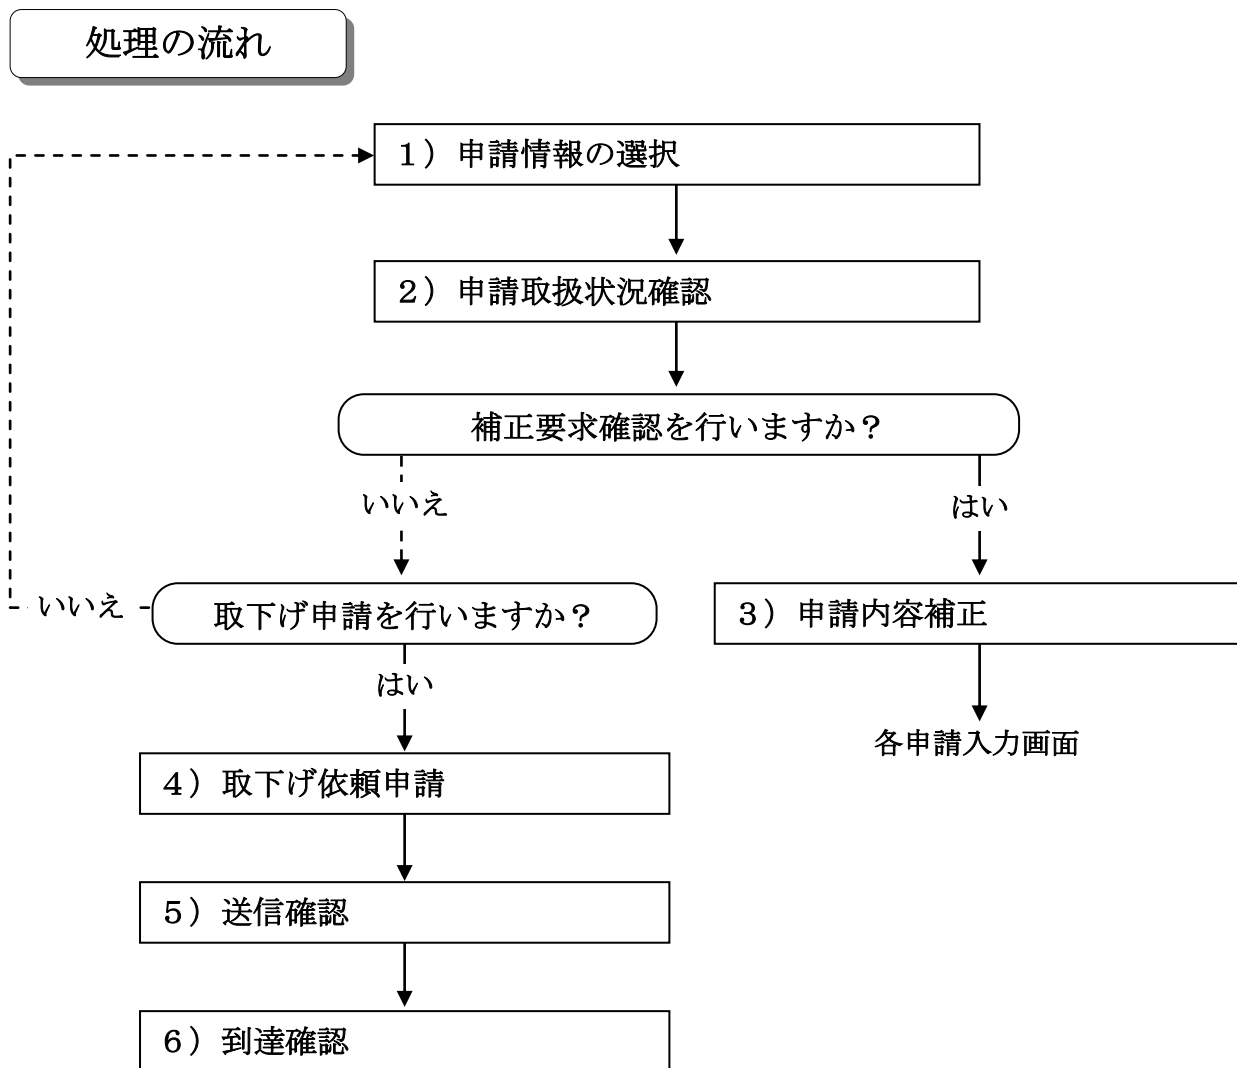 処理の流れ
1）申請情報の選択
2）申請取扱状況確認
補正要求確認を行いますか？
いいえ
はい
いいえ
取下げ申請を行いますか？
3）申請内容補正
はい
各申請入力画面
4）取下げ依頼申請
5）送信確認
6）到達確認